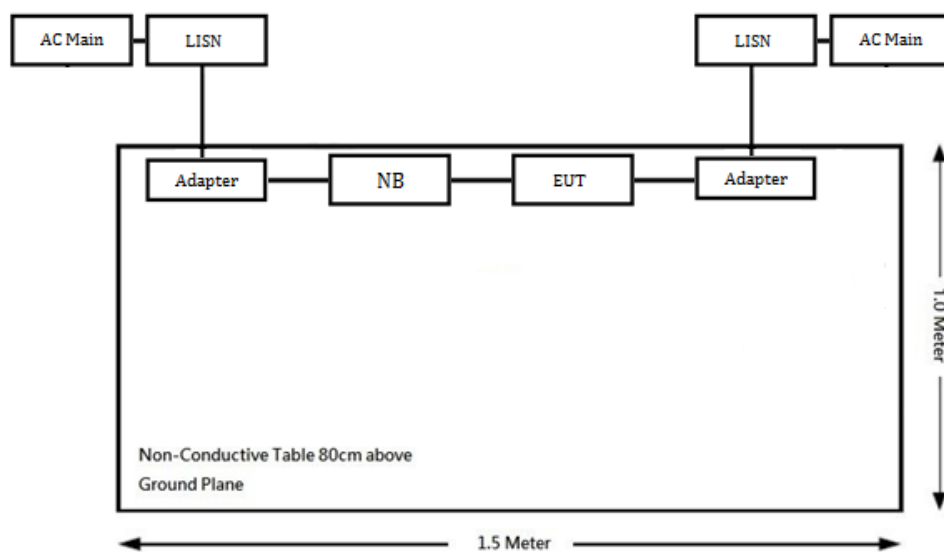 AC Main
LISN
LISN
AC Main
Adapter
NB
EUT
Adapter
1.0 Meter
Non-Conductive Table 80cm above
Ground Plane
1.5 Meter